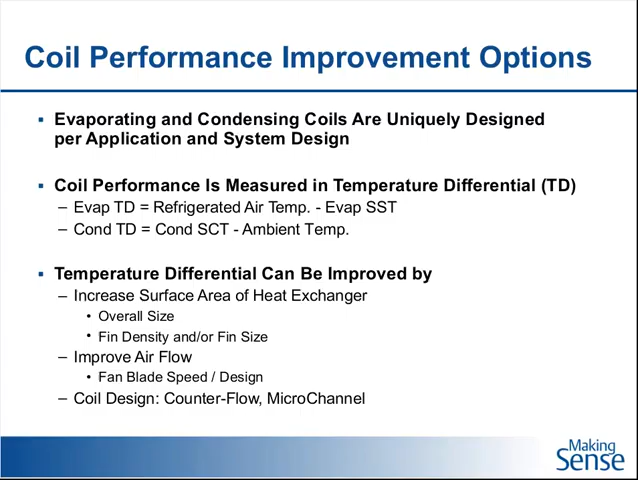 Coil Performance Improvement Options
▪ Evaporating and Condensing Coils Are Uniquely Designed
per Application and System Design
▪ Coil Performance Is Measured in Temperature Differential (TD)
– Evap TD = Refrigerated Air Temp. - Evap SST
– Cond TD = Cond SCT - Ambient Temp.
▪ Temperature Differential Can Be Improved by
– Increase Surface Area of Heat Exchanger
• Overall Size
• Fin Density and/or Fin Size
– Improve Air Flow
• Fan Blade Speed / Design
– Coil Design: Counter-Flow, MicroChannel
Making
Sense